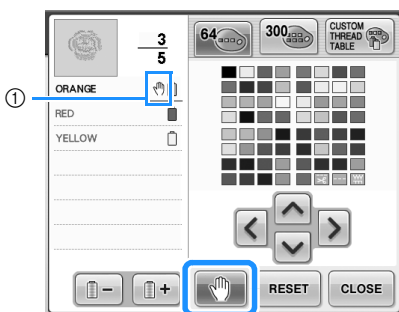 3
5
64
300
CUSTOM
THREAD
TABLE
ORANGE
RED
YELLOW
1
RESET
CLOSE